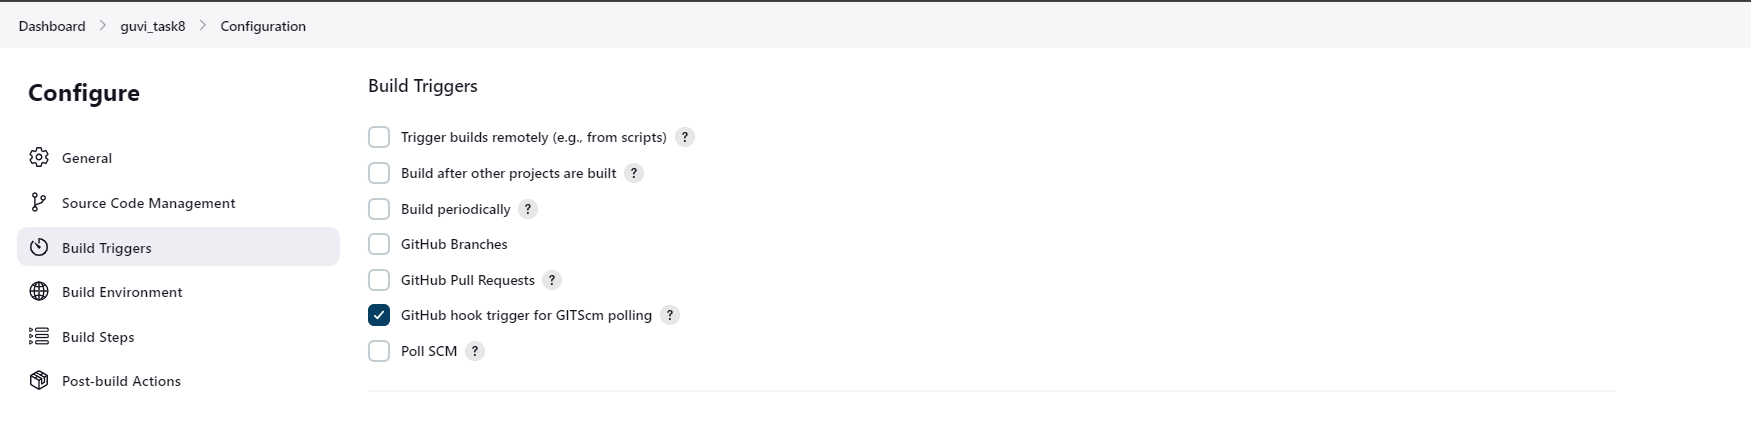 Dashboard > guvi_task8 > Configuration
Configure
General
Source Code Management
Build Triggers
Build Environment
Build Steps
Post-build Actions
Build Triggers
Trigger builds remotely (e.g., from scripts) ?
Build after other projects are built ?
Build periodically ?
GitHub Branches
GitHub Pull Requests ?
GitHub hook trigger for GITScm polling ?
Poll SCM ?